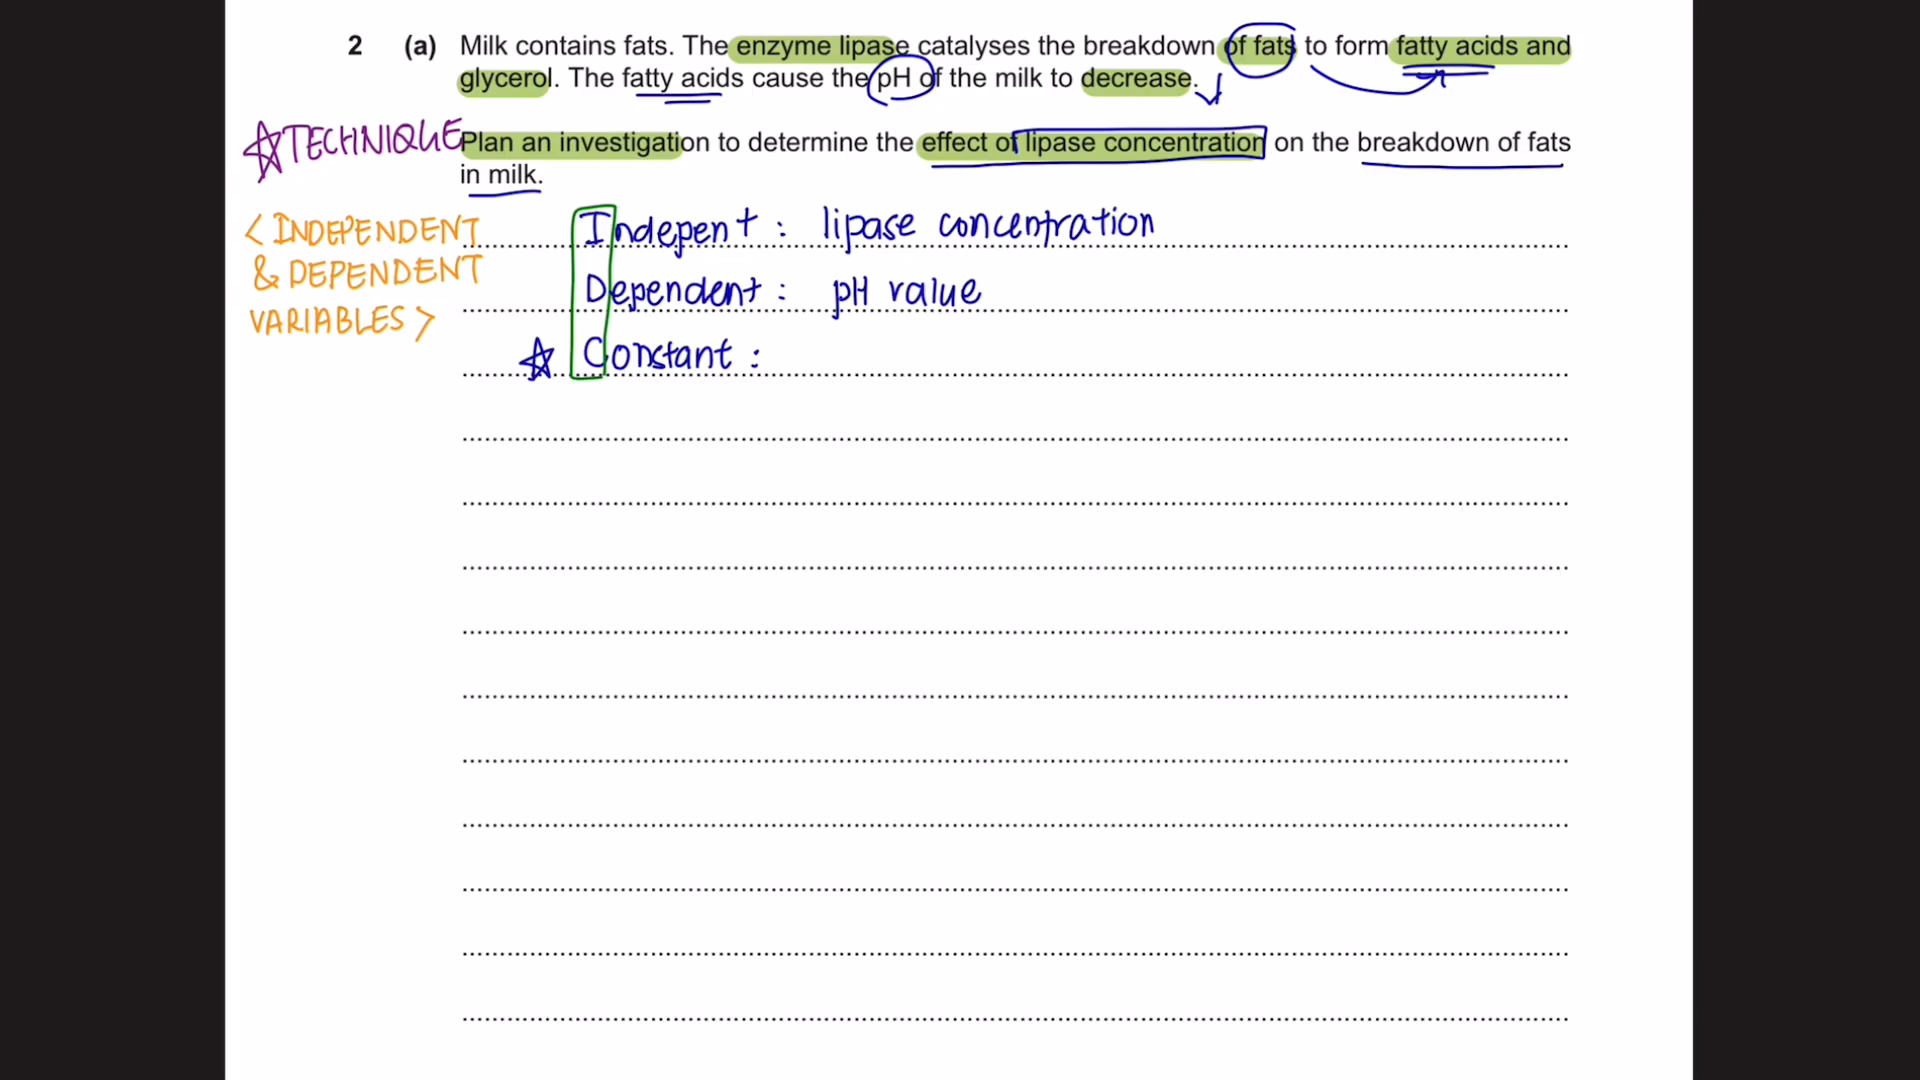 2 (a) Milk contains fats. The enzyme lipase catalyses the breakdown of fats to form fatty acids and
glycerol. The fatty acids cause the pH of the milk to decrease.
☆TECHNIQUE Plan an investigation to determine the effect of lipase concentration on the breakdown of fats
in milk.
< INDEPENDENT
& DEPENDENT
VARIABLES >
Indepent : lipase concentration
Dependent : pH value
☆ Constant :